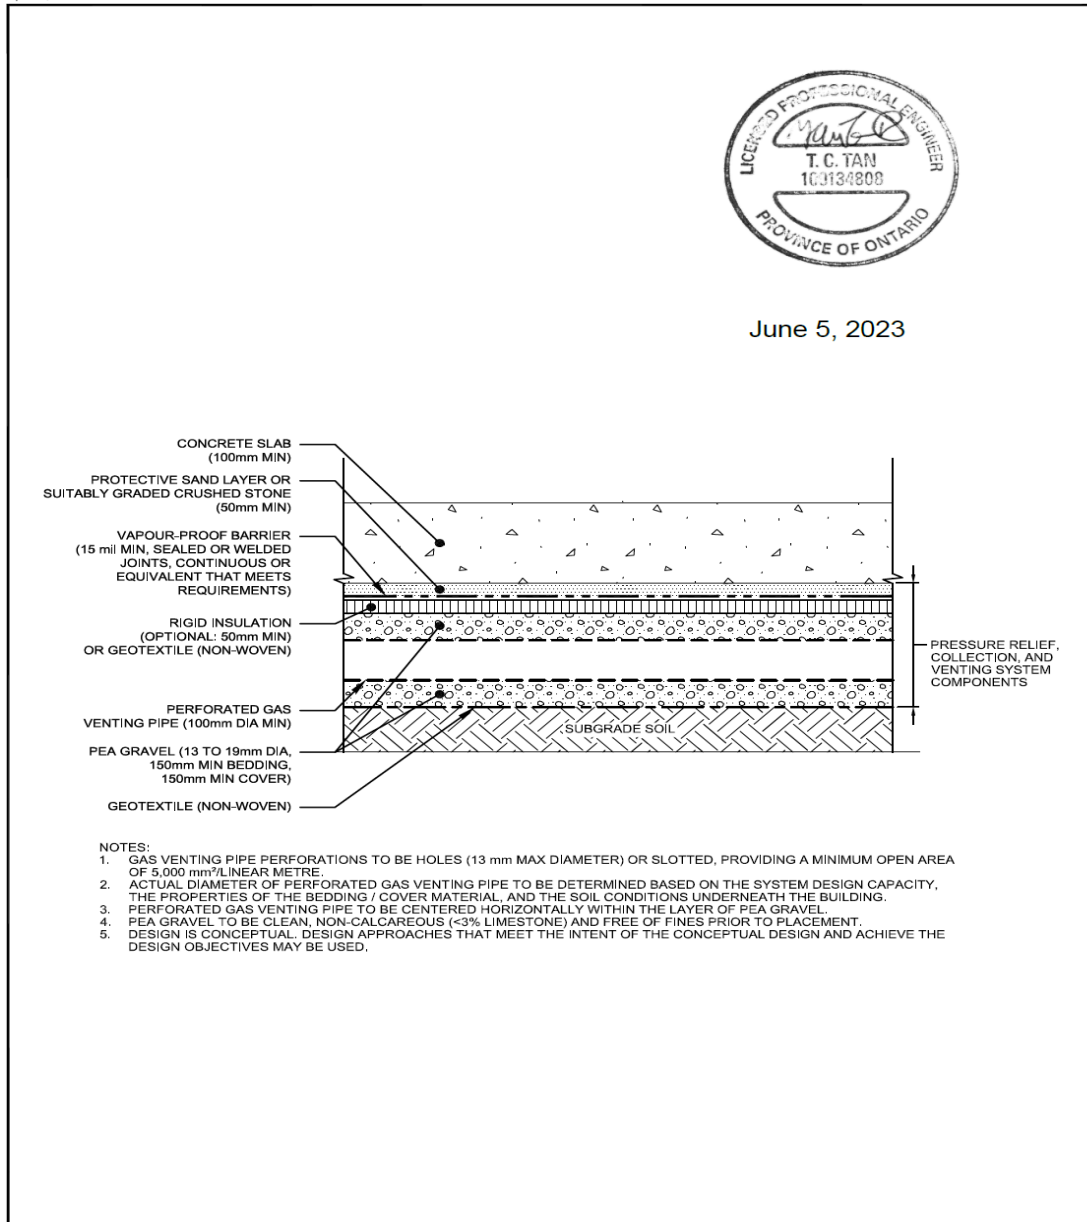 LICENSED PROFESSIONAL ENGINEER
T. C. TAN
100134808
PROVINCE OF ONTARIO
June 5, 2023
CONCRETE SLAB
(100mm MIN)
PROTECTIVE SAND LAYER OR
SUITABLY GRADED CRUSHED STONE
(50mm MIN)
VAPOUR-PROOF BARRIER
(15 mil MIN, SEALED OR WELDED
JOINTS, CONTINUOUS OR
EQUIVALENT THAT MEETS
REQUIREMENTS)
RIGID INSULATION
(OPTIONAL: 50mm MIN)
OR GEOTEXTILE (NON-WOVEN)
PRESSURE RELIEF,
COLLECTION, AND
VENTING SYSTEM
COMPONENTS
PERFORATED GAS
VENTING PIPE (100mm DIA MIN)
SUBGRADE SOIL
PEA GRAVEL (13 TO 19mm DIA,
150mm MIN BEDDING,
150mm MIN COVER)
GEOTEXTILE (NON-WOVEN)
NOTES:
1. GAS VENTING PIPE PERFORATIONS TO BE HOLES (13 mm MAX DIAMETER) OR SLOTTED, PROVIDING A MINIMUM OPEN AREA
OF 5,000 mm²/LINEAR METRE.
2. ACTUAL DIAMETER OF PERFORATED GAS VENTING PIPE TO BE DETERMINED BASED ON THE SYSTEM DESIGN CAPACITY,
THE PROPERTIES OF THE BEDDING / COVER MATERIAL, AND THE SOIL CONDITIONS UNDERNEATH THE BUILDING.
3. PERFORATED GAS VENTING PIPE TO BE CENTERED HORIZONTALLY WITHIN THE LAYER OF PEA GRAVEL.
4. PEA GRAVEL TO BE CLEAN, NON-CALCAREOUS (<3% LIMESTONE) AND FREE OF FINES PRIOR TO PLACEMENT.
5. DESIGN IS CONCEPTUAL. DESIGN APPROACHES THAT MEET THE INTENT OF THE CONCEPTUAL DESIGN AND ACHIEVE THE
DESIGN OBJECTIVES MAY BE USED.